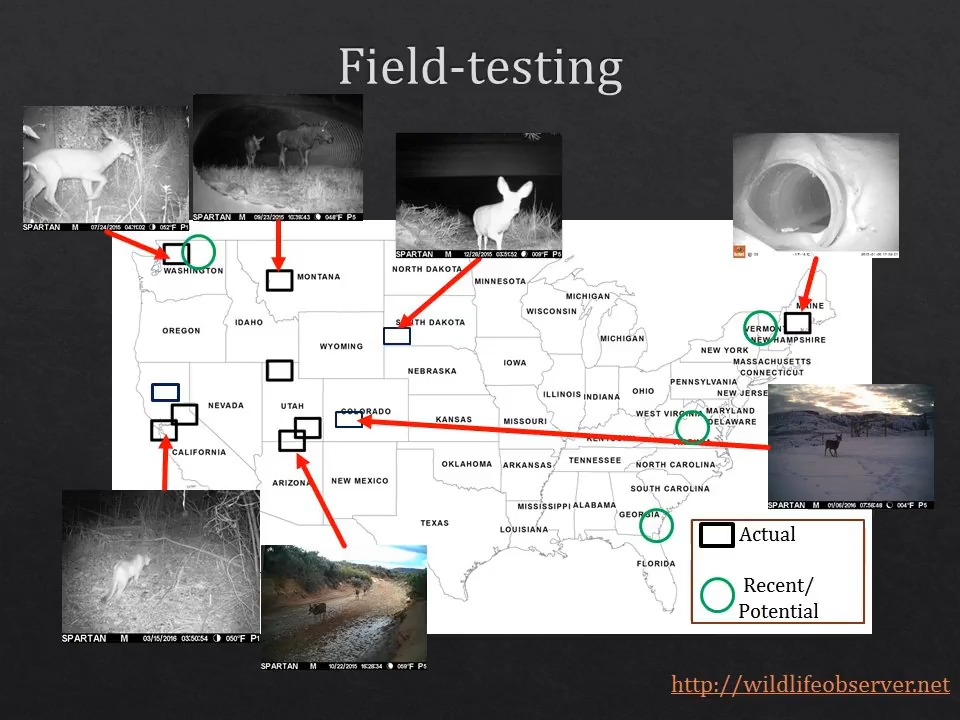 Field-testing
SPARTAN M 07/24/2015 04:11:02 052°F P1
SPARTAN M 09/23/2015 10:39:43 048°F P5
SPARTAN M 12/26/2015 03:51:52 009°F P5
WASHINGTON
MONTANA
NORTH DAKOTA
MINNESOTA
MICHIGAN
MAINE
OREGON
IDAHO
WYOMING
SOUTH DAKOTA
WISCONSIN
MICHIGAN
VERMONT
NEW HAMPSHIRE
NEW YORK
MASSACHUSETTS
CONNECTICUT
NEBRASKA
IOWA
PENNSYLVANIA
NEW JERSE
NEVADA
UTAH
COLORADO
KANSAS
MISSOURI
ILLINOIS
INDIANA
OHIO
WEST VIRGINIA
MARYLAND
DELAWARE
KENTUCKY
VIRGINIA
CALIFORNIA
ARIZONA
NEW MEXICO
OKLAHOMA
ARKANSAS
TENNESSEE
NORTH CAROLINA
SOUTH CAROLINA
TEXAS
LOUISIANA
MISSISSIPPI
ALABAMA
GEORGIA
FLORIDA
SPARTAN M 01/06/2016 07:56:48 004°F P5
Actual
Recent/
Potential
SPARTAN M 03/15/2016 03:50:54 050°F P1
SPARTAN M 10/22/2015 16:28:34 059°F P5
http://wildlifeobserver.net